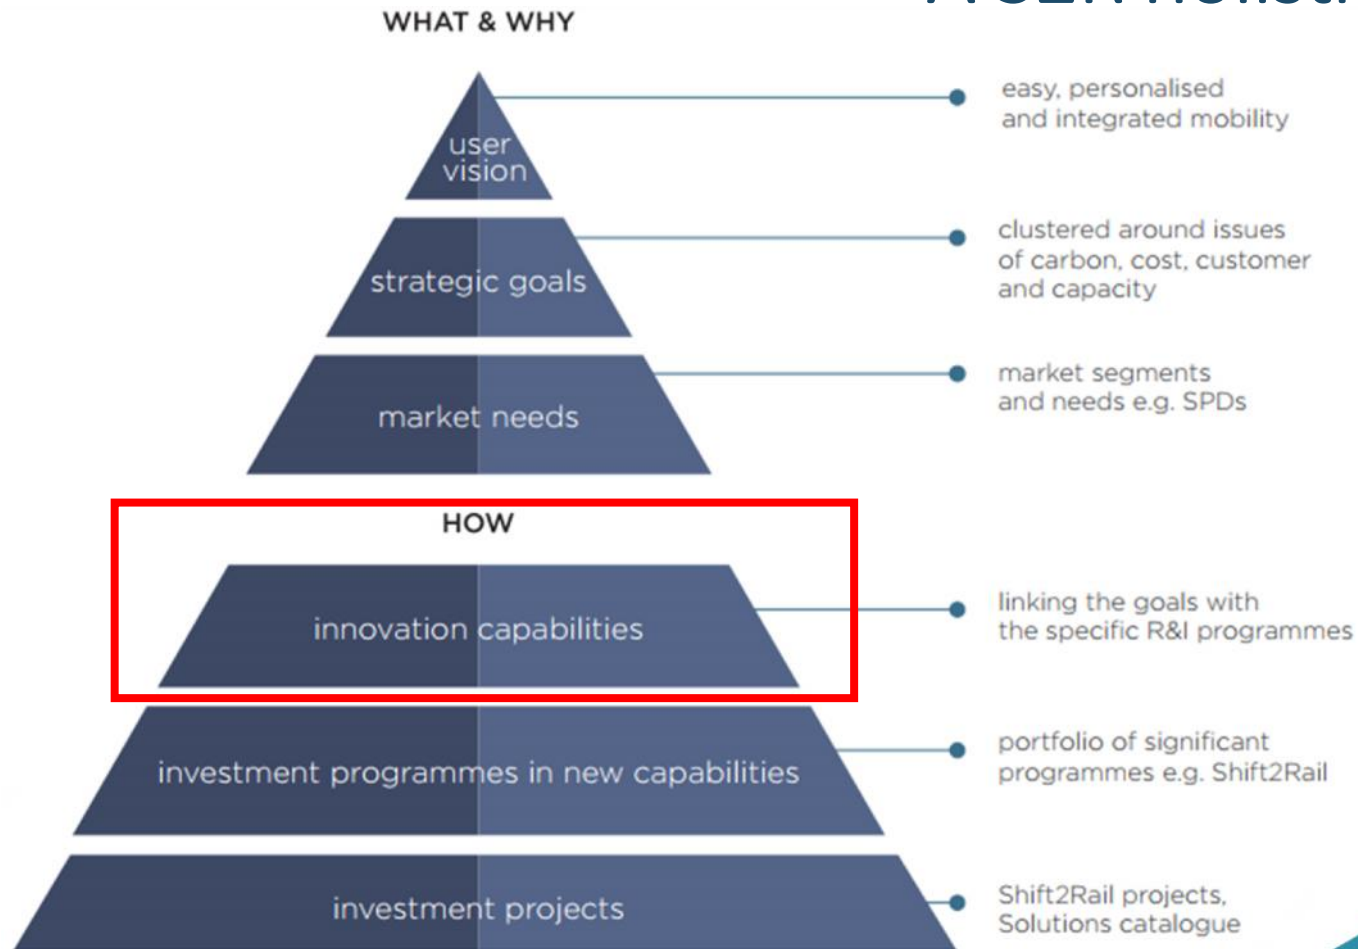 WHAT & WHY
user
vision
easy, personalised
and integrated mobility
strategic goals
clustered around issues
of carbon, cost, customer
and capacity
market needs
market segments
and needs e.g. SPDs
HOW
innovation capabilities
linking the goals with
the specific R&I programmes
investment programmes in new capabilities
portfolio of significant
programmes e.g. Shift2Rail
investment projects
Shift2Rail projects,
Solutions catalogue